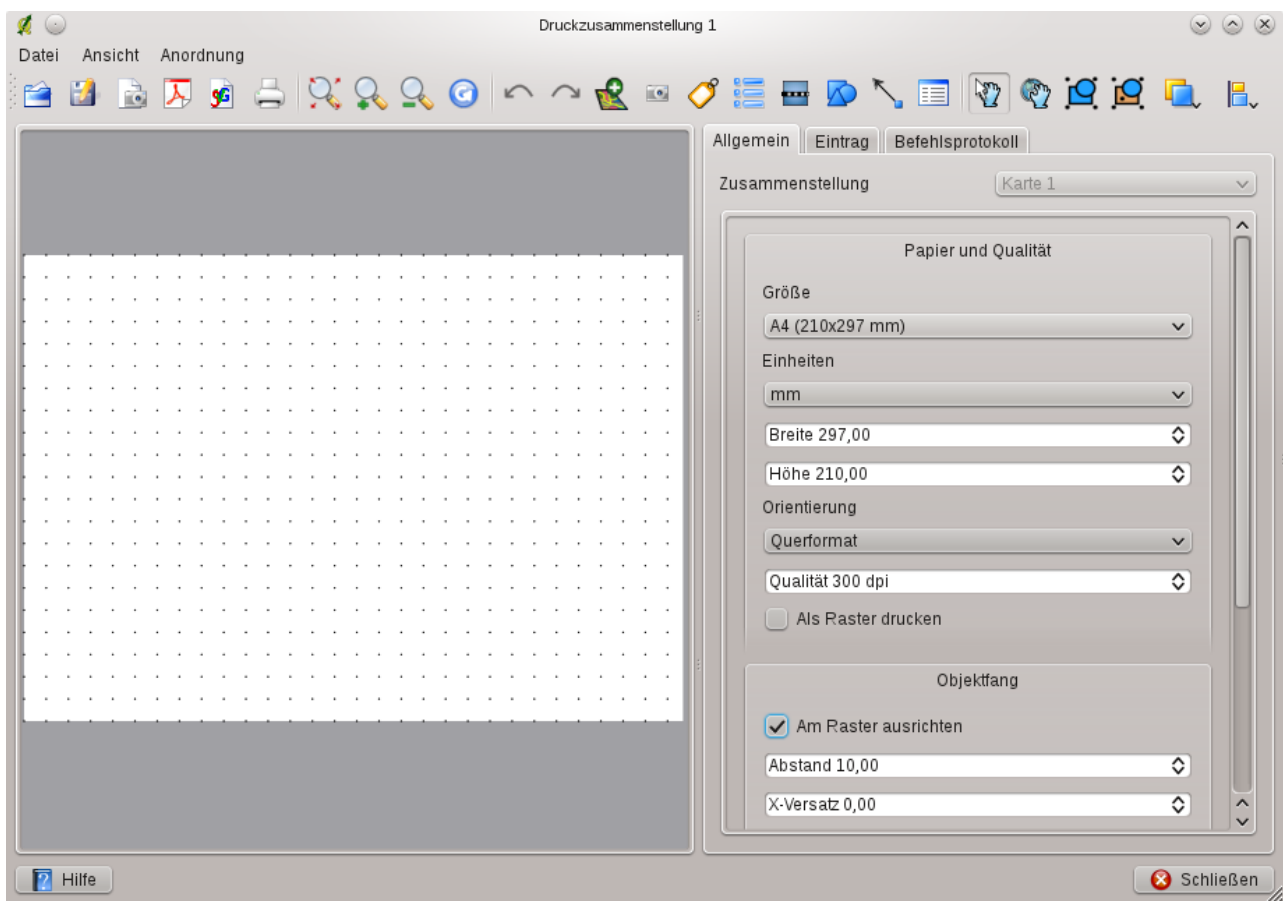 Druckzusammenstellung 1
Datei Ansicht Anordnung
Allgemein Eintrag Befehlsprotokoll
Zusammenstellung Karte 1
Papier und Qualität
Größe
A4 (210x297 mm)
Einheiten
mm
Breite 297,00
Höhe 210,00
Orientierung
Querformat
Qualität 300 dpi
Als Raster drucken
Objektfang
Am Raster ausrichten
Abstand 10,00
X-Versatz 0,00
Hilfe Schließen